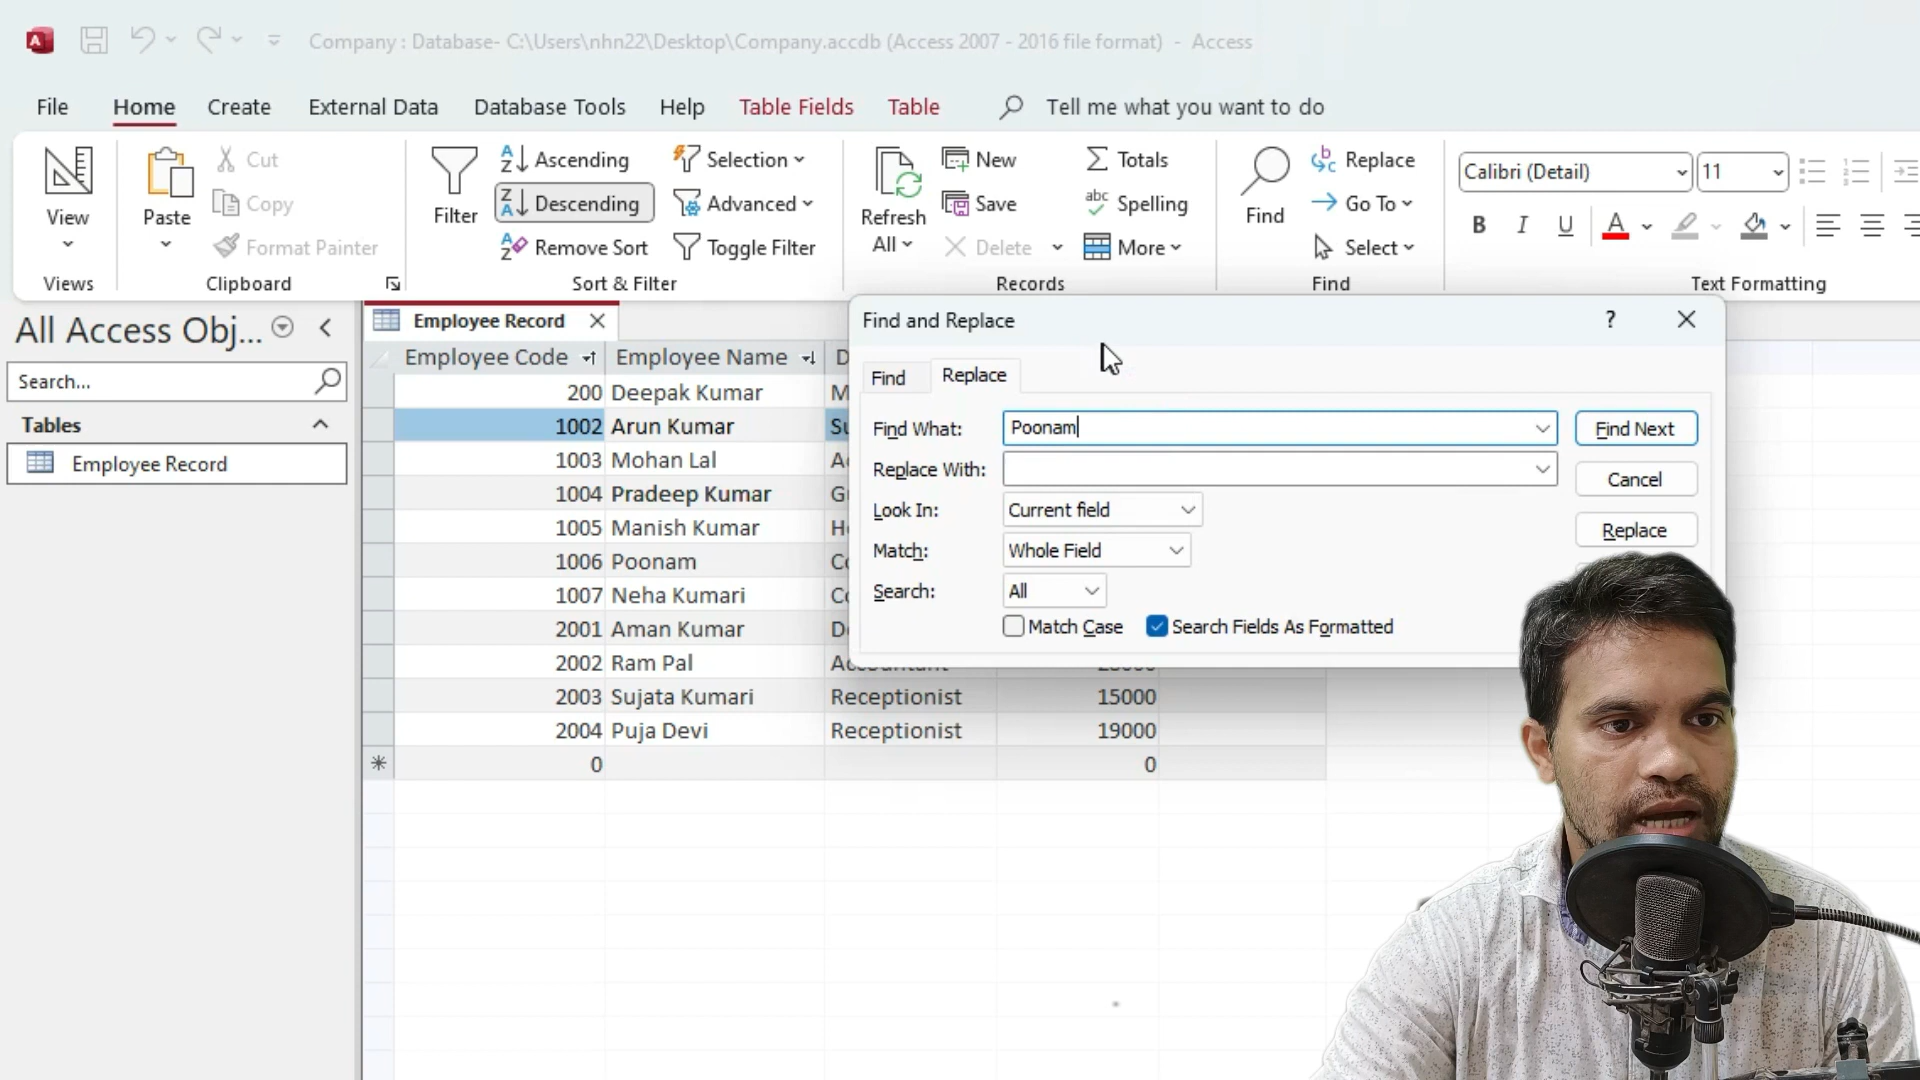 Company : Database- C:\Users\nhn22\Desktop\Company.accdb (Access 2007 - 2016 file format) - Access
File Home Create External Data Database Tools Help Table Fields Table Tell me what you want to do
View
Views
Paste
Cut
Copy
Format Painter
Clipboard
Filter
Ascending
Descending
Remove Sort
Selection
Advanced
Toggle Filter
Sort & Filter
Refresh
All
New
Save
Delete
Totals
Spelling
More
Records
Find
Replace
Go To
Select
Find
Calibri (Detail) 11
B I U A
Text Formatting
All Access Obj...
Search...
Tables
Employee Record
Employee Record
Employee Code Employee Name D
200 Deepak Kumar M
1002 Arun Kumar Su
1003 Mohan Lal Ac
1004 Pradeep Kumar Gu
1005 Manish Kumar He
1006 Poonam Co
1007 Neha Kumari Co
2001 Aman Kumar De
2002 Ram Pal
2003 Sujata Kumari Receptionist 15000
2004 Puja Devi Receptionist 19000
0 0
Find and Replace ?
Find Replace
Find What: Poonam Find Next
Replace With: Cancel
Look In: Current field Replace
Match: Whole Field
Search: All
Match Case Search Fields As Formatted